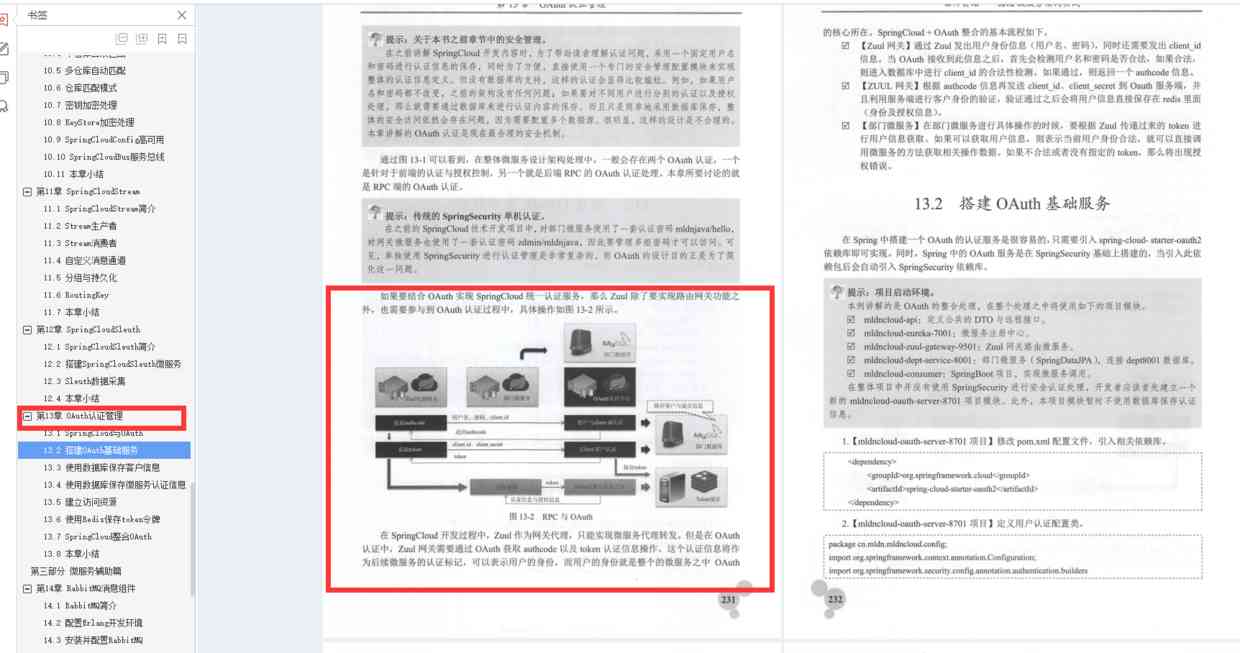 书签
10.5 多仓库自动匹配
10.6 仓库匹配模式
10.7 密钥加密处理
10.8 KeyStore加密处理
10.9 SpringCloudConfig高可用
10.10 SpringCloudBus服务总线
10.11 本章小结
第11章 SpringCloudStream
11.1 SpringCloudStream简介
11.2 Stream生产者
11.3 Stream消费者
11.4 自定义消息通道
11.5 分组与持久化
11.6 RoutingKey
11.7 本章小结
第12章 SpringCloudSleuth
12.1 SpringCloudSleuth简介
12.2 搭建SpringCloudSleuth微服务
12.3 Sleuth数据采集
12.4 本章小结
第13章 OAuth认证管理
13.1 SpringCloud与OAuth
13.2 搭建OAuth基础服务
13.3 使用数据库保存客户信息
13.4 使用数据库保存微服务认证信息
13.5 建立访问资源
13.6 使用Redis保存token令牌
13.7 SpringCloud整合OAuth
13.8 本章小结
第三部分 微服务辅助篇
第14章 RabbitMQ消息组件
14.1 RabbitMQ简介
14.2 配置Erlang开发环境
14.3 安装并配置RabbitMQ
提示：关于本书之前章节中的安全管理。
在之前讲解 SpringCloud 开发内容时，为了帮助读者理解认证问题，采用一个固定用户名
和密码进行认证信息的保存，同时为了方便，直接使用一个专门的安全管理配置模块来实现
整体的认证信息定义，但没有数据库的支持，这样的认证会显得比较尴尬。例如，如果用户
名和密码都不改变，之前的架构没有任何问题；如果要对不同用户进行分别的认证以及授权
处理，那么就需要通过数据库来进行认证内容的保存。而且只是单地采用数据库保存，整
体的安全访问依然会存在问题，因为需要配置多个数据源。很明显，这样的设计是不合理的。
本章讲解的 OAuth 认证是现在最合理的安全机制。
通过图 13-1 可以看到，在整体微服务设计架构处理中，一般会存在两个 OAuth 认证，一个
是针对于前端的认证与授权控制，另一个就是后端 RPC 的 OAuth 认证处理。本章所要讨论的就
是 RPC 端的 OAuth 认证。
提示：传统的 SpringSecurity 单机认证。
在之前的 SpringCloud 技术开发项目中，对部门微服务使用了一套认证密码 mldnjava/hello，
对网关微服务也使用了一套认证密码 zdmin/mldnjava，因此要管理多组密码才可以访问。可
见，单独使用 SpringSecurity 进行认证管理是非常复杂的，而 OAuth 的设计目的正是为了简
化这一问题。
如果要结合 OAuth 实现 SpringCloud 统一认证服务，那么 Zuul 除了要实现路由网关功能之
外，也需要参与到 OAuth 认证过程中，具体操作如图 13-2 所示。
MySQL
部门数据库
用户名、密码、client_id
返回authcode
client_id、client_secret
token
保存客户与微服信息
MySQL
部门数据库
保存token
token
Token缓存
图 13-2 RPC 与 OAuth
在 SpringCloud 开发过程中，Zuul 作为网关代理，只能实现微服务代理转发。但是在 OAuth
认证中，Zuul 网关需要通过 OAuth 获取 authcode 以及 token 认证信息操作，这个认证信息将作
为后续微服务的认证标记，可以表示用户的身份，而用户的身份就是整个的微服务之中 OAuth
231
的核心所在。SpringCloud + OAuth 整合的基本流程如下。
【Zuul 网关】通过 Zuul 发出用户身份信息（用户名、密码），同时还需要发出 client_id
信息。当 OAuth 接收到此信息之后，首先会检测用户名和密码是否合法，如果合法，
则进入数据库中进行 client_id 的合法性检测，如果通过，则返回一个 authcode 信息。
【ZUUL 网关】根据 authcode 信息再发送 client_id、client_secret 到 Oauth 服务端，并
且利用服务端进行客户身份的验证，验证通过之后会将用户信息直接保存在 redis 里面
（身份及授权信息）。
【部门微服务】在部门微服务进行具体操作的时候，要根据 Zuul 传递过来的 token 进
行用户信息获取。如果可以获取用户信息，则表示当前用户身份合法，就可以直接调
用微服务的方法获取相关操作数据。如果不合法或者没有指定的 token，那么将出现授
权错误。
13.2 搭建 OAuth 基础服务
在 Spring 中搭建一个 OAuth 的认证服务是很容易的，只需要引入 spring-cloud- starter-oauth2
依赖库即可实现。同时，Spring 中的 OAuth 服务是在 SpringSecurity 基础上搭建的，当引入此依
赖包后会自动引入 SpringSecurity 依赖库。
提示：项目启动环境。
本例讲解的是 OAuth 的整合处理，在整个处理之中将使用如下的项目模块。
mldncloud-api：定义公共的 DTO 与远程接口。
mldncloud-eureka-7001：微服务注册中心。
mldncloud-zuul-gateway-9501：Zuul 网关路由微服务。
mldncloud-dept-service-8001：部门微服务（SpringDataJPA），连接 dept8001 数据库。
mldncloud-consumer：SpringBoot 项目，实现微服务调用。
在整体项目中并没有使用 SpringSecurity 进行安全认证处理，开发者应该首先建立一个
新的 mldncloud-oauth-server-8701 项目模块。此外，本项目模块暂时不使用数据库保存认证
信息。
1.【mldncloud-oauth-server-8701 项目】修改 pom.xml 配置文件，引入相关依赖库。
<dependency>
<groupId>org.springframework.cloud</groupId>
<artifactId>spring-cloud-starter-oauth2</artifactId>
</dependency>
2.【mldncloud-oauth-server-8701 项目】定义用户认证配置类。
package cn.mldn.mldncloud.config;
import org.springframework.context.annotation.Configuration;
import org.springframework.security.config.annotation.authentication.builders
232